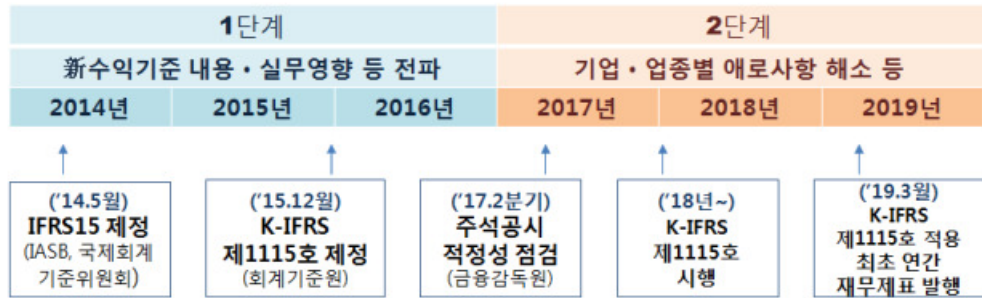 1단계
2단계
新수익기준 내용·실무영향 등 전파
기업·업종별 애로사항 해소 등
2014년
2015년
2016년
2017년
2018년
2019년
('14.5월)
IFRS15 제정
(IASB, 국제회계
기준위원회)
('15.12월)
K-IFRS
제1115호 제정
(회계기준원)
('17.2분기)
주석공시
적정성 점검
(금융감독원)
('18년~)
K-IFRS
제1115호
시행
('19.3월)
K-IFRS
제1115호 적용
최초 연간
재무제표 발행